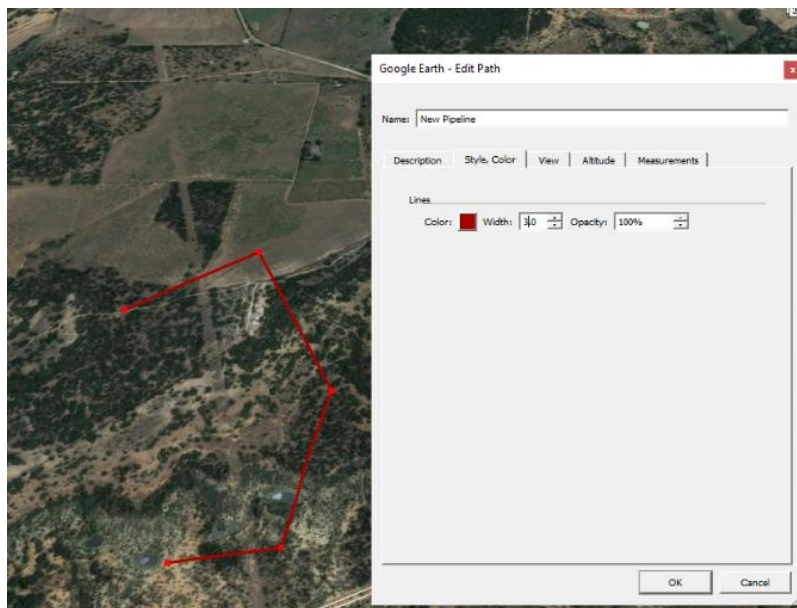 Google Earth - Edit Path
x
Name: New Pipeline
Description Style, Color View Altitude Measurements
Lines
Color: Width: 3.0 Opacity: 100%
OK Cancel